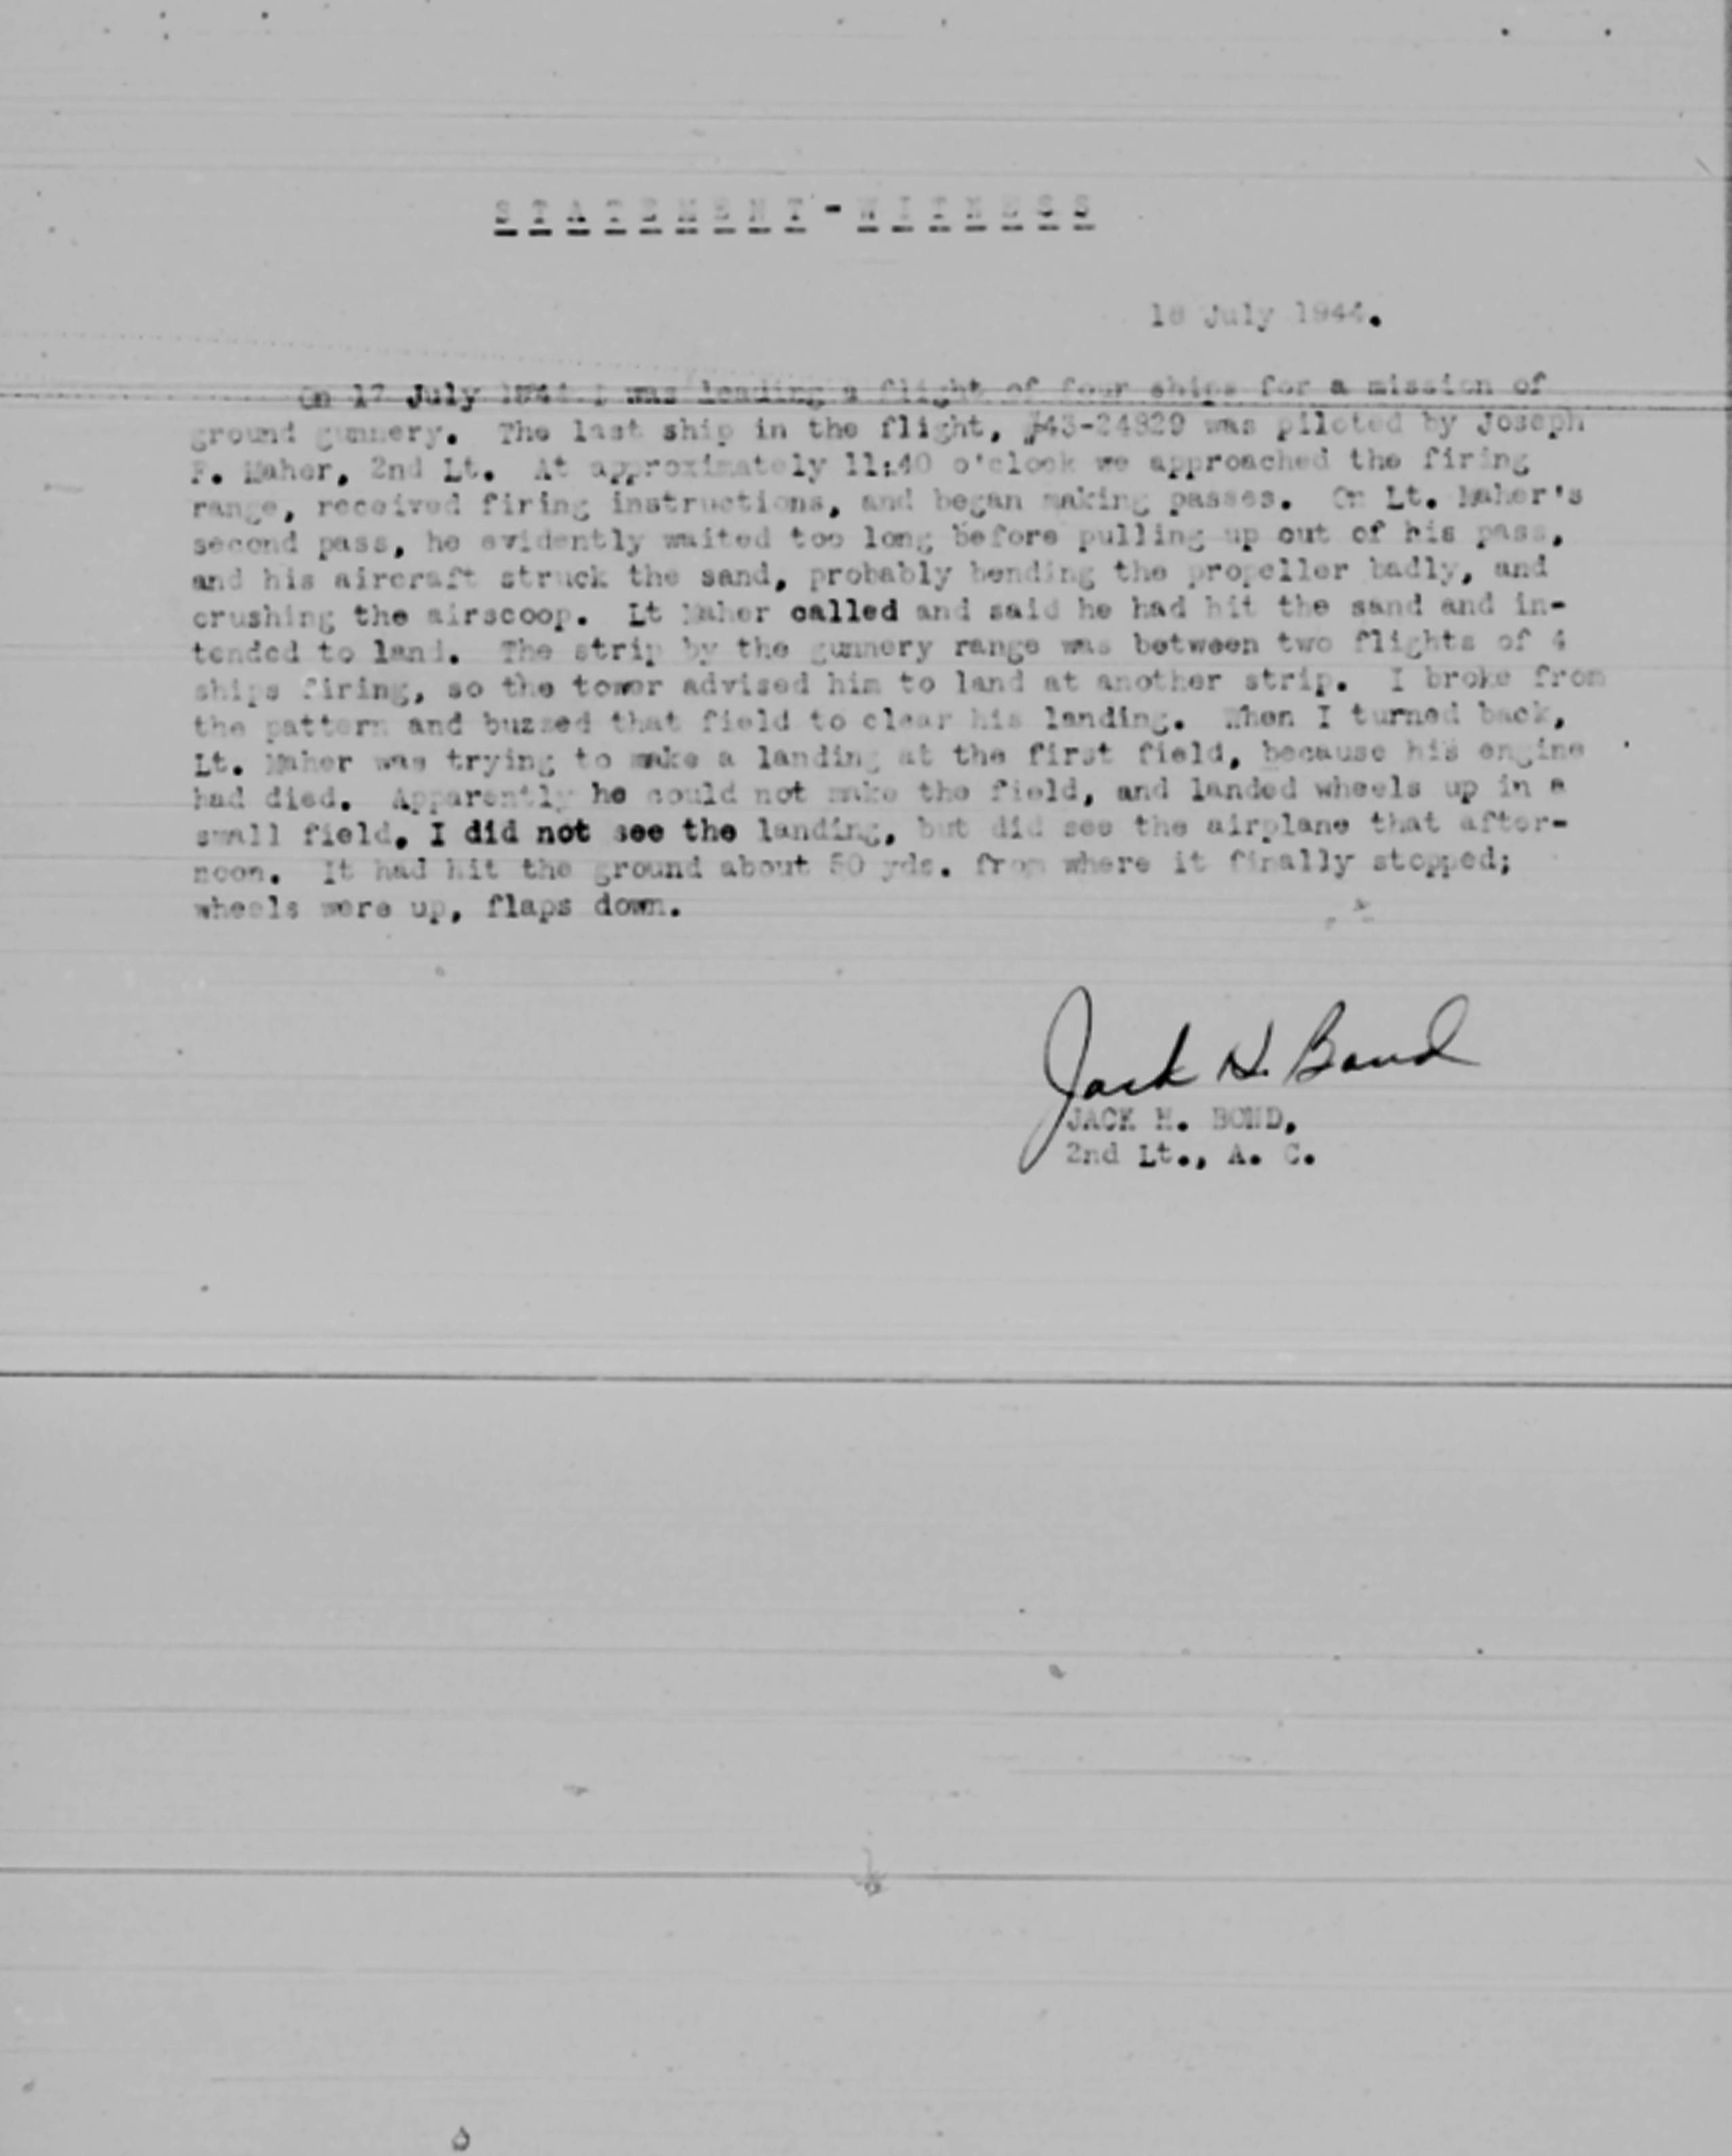 STATEMENT-WITNESS
18 July 1944.
On 17 July 1944 I was leading a flight of four ships for a mission of
ground gunnery. The last ship in the flight, #43-24829 was piloted by Joseph
F. Maher, 2nd Lt. At approximately 11:40 o'clock we approached the firing
range, received firing instructions, and began making passes. On Lt. Maher's
second pass, he evidently waited too long before pulling up out of his pass,
and his aircraft struck the sand, probably bending the propeller badly, and
crushing the airscoop. Lt Maher called and said he had hit the sand and in-
tended to land. The strip by the gunnery range was between two flights of 4
ships firing, so the tower advised him to land at another strip. I broke from
the pattern and buzzed that field to clear his landing. When I turned back,
Lt. Maher was trying to make a landing at the first field, because his engine
had died. Apparently he could not make the field, and landed wheels up in a
small field. I did not see the landing, but did see the airplane that after-
noon. It had hit the ground about 50 yds. from where it finally stopped;
wheels were up, flaps down.
Jack H. Bond
JACK H. BOND,
2nd Lt., A. C.